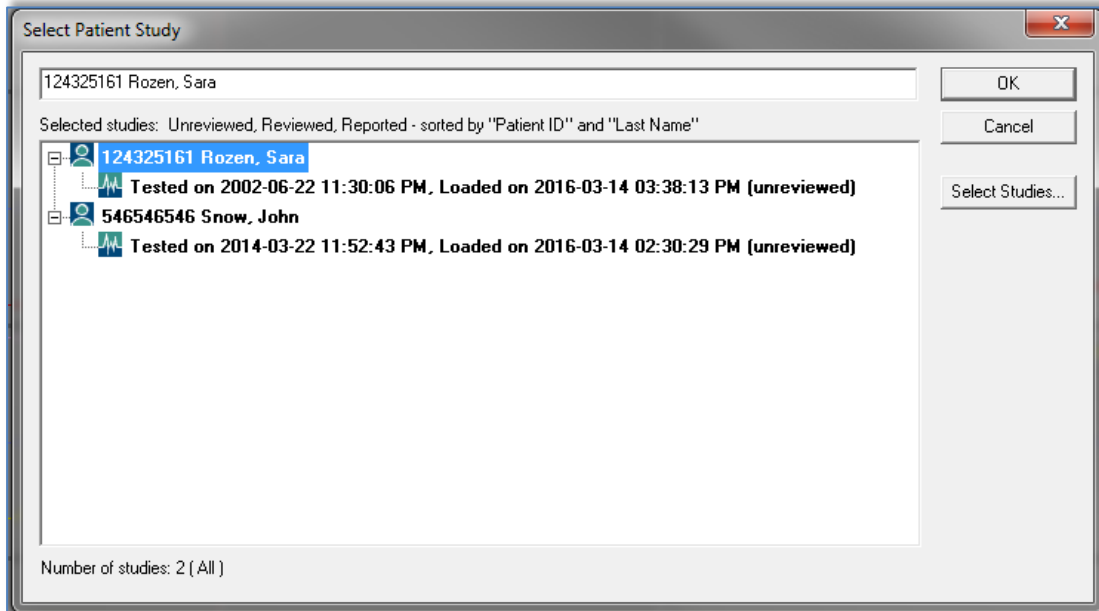 Select Patient Study
124325161 Rozen, Sara
OK
Selected studies: Unreviewed, Reviewed, Reported - sorted by "Patient ID" and "Last Name"
Cancel
124325161 Rozen, Sara
Tested on 2002-06-22 11:30:06 PM, Loaded on 2016-03-14 03:38:13 PM (unreviewed)
Select Studies...
546546546 Snow, John
Tested on 2014-03-22 11:52:43 PM, Loaded on 2016-03-14 02:30:29 PM (unreviewed)
Number of studies: 2 ( All )